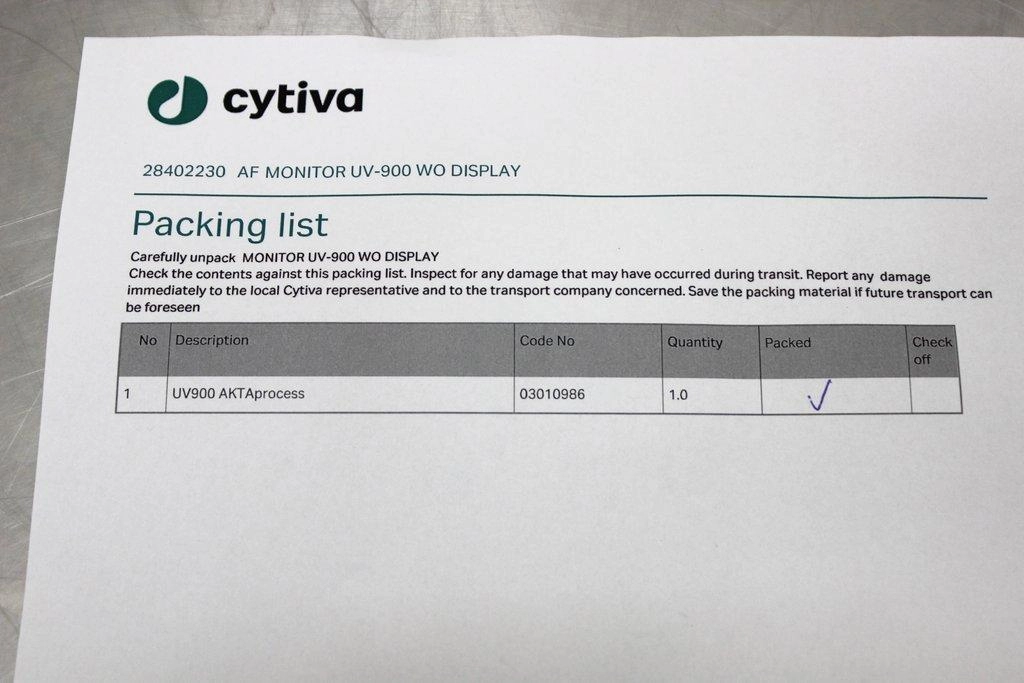 cytiva
28402230 AF MONITOR UV-900 WO DISPLAY
Packing list
Carefully unpack MONITOR UV-900 WO DISPLAY
Check the contents against this packing list. Inspect for any damage that may have occurred during transit. Report any damage
immediately to the local Cytiva representative and to the transport company concerned. Save the packing material if future transport can
be foreseen
No Description Code No Quantity Packed Check
off
1 UV900 AKTAprocess 03010986 1.0 ✓